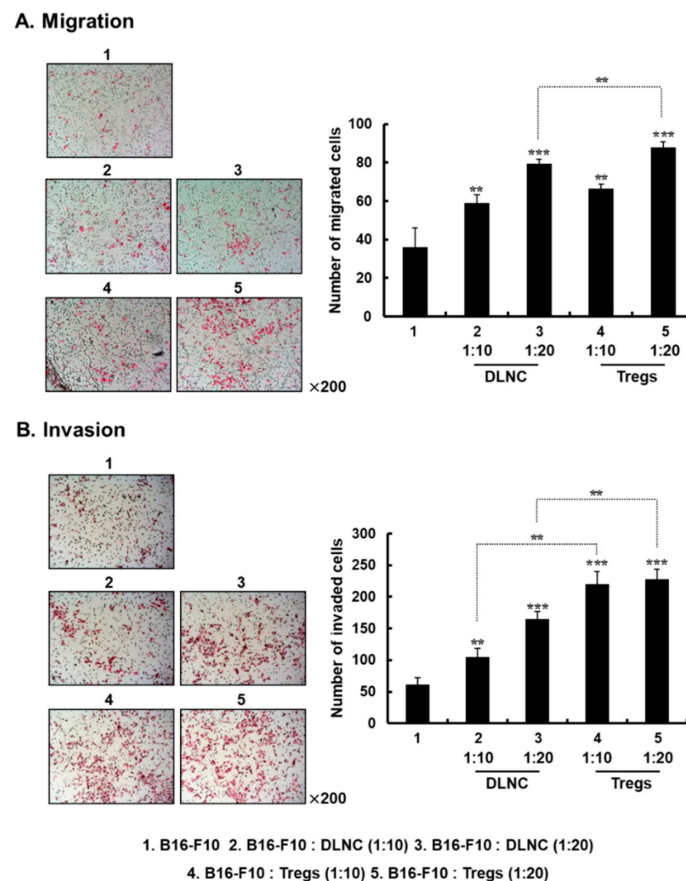 A. Migration
1
2 3
4 5
×200
Number of migrated cells
100
80
60
40
20
0
**
***
**
***
**
1 2 3 4 5
1:10 1:20 1:10 1:20
DLNC Tregs
B. Invasion
1
2 3
4 5
×200
Number of invaded cells
300
250
200
150
100
50
0
**
***
***
***
**
**
1 2 3 4 5
1:10 1:20 1:10 1:20
DLNC Tregs
1. B16-F10 2. B16-F10 : DLNC (1:10) 3. B16-F10 : DLNC (1:20)
4. B16-F10 : Tregs (1:10) 5. B16-F10 : Tregs (1:20)